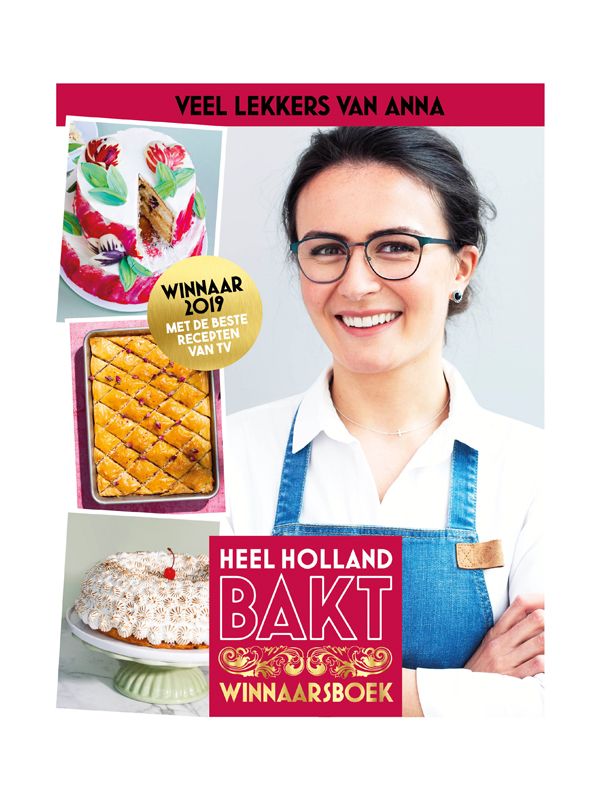 VEEL LEKKERS VAN ANNA
WINNAAR
2019
MET DE BESTE
RECEPTEN
VAN TV
HEEL HOLLAND
BAKT
WINNAARSBOEK